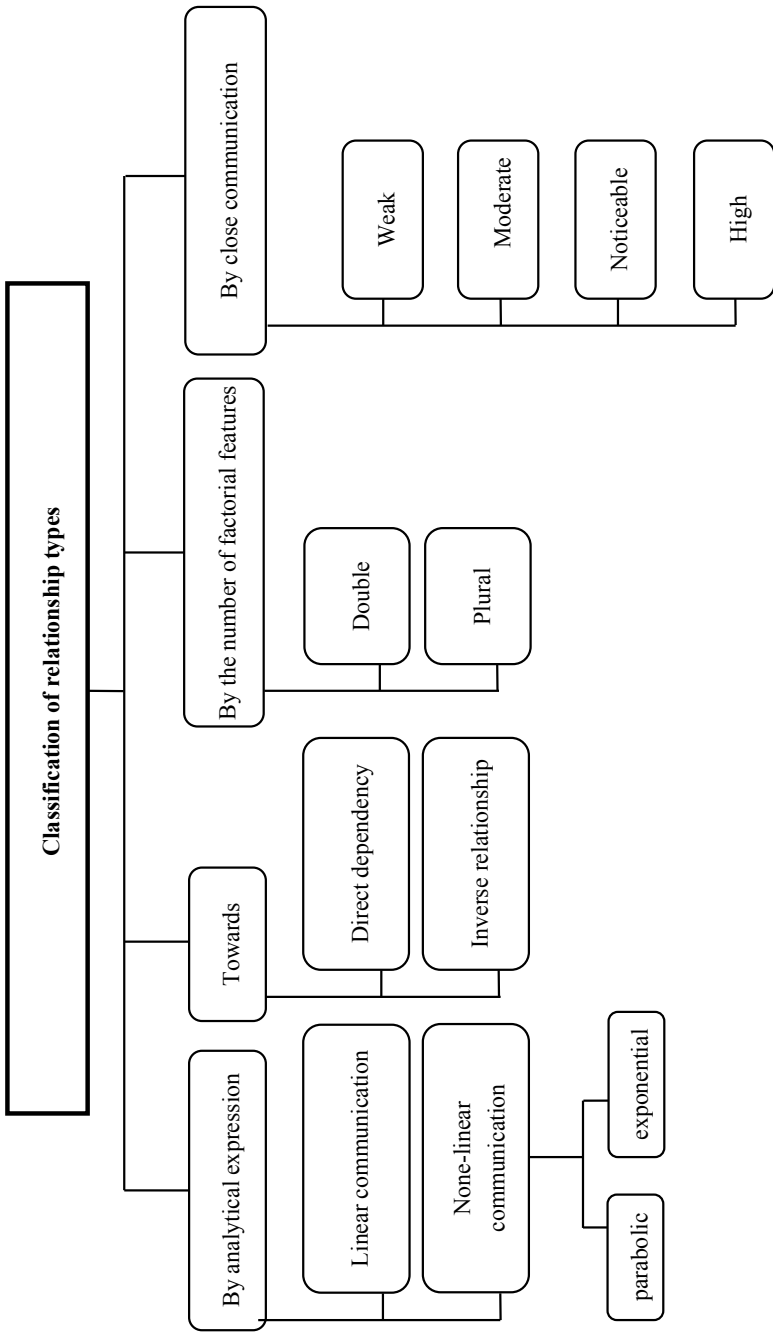 Classification of relationship types
By analytical expression
Linear communication
None-linear
communication
parabolic
exponential
Towards
Direct dependency
Inverse relationship
By the number of factorial features
Double
Plural
By close communication
Weak
Moderate
Noticeable
High